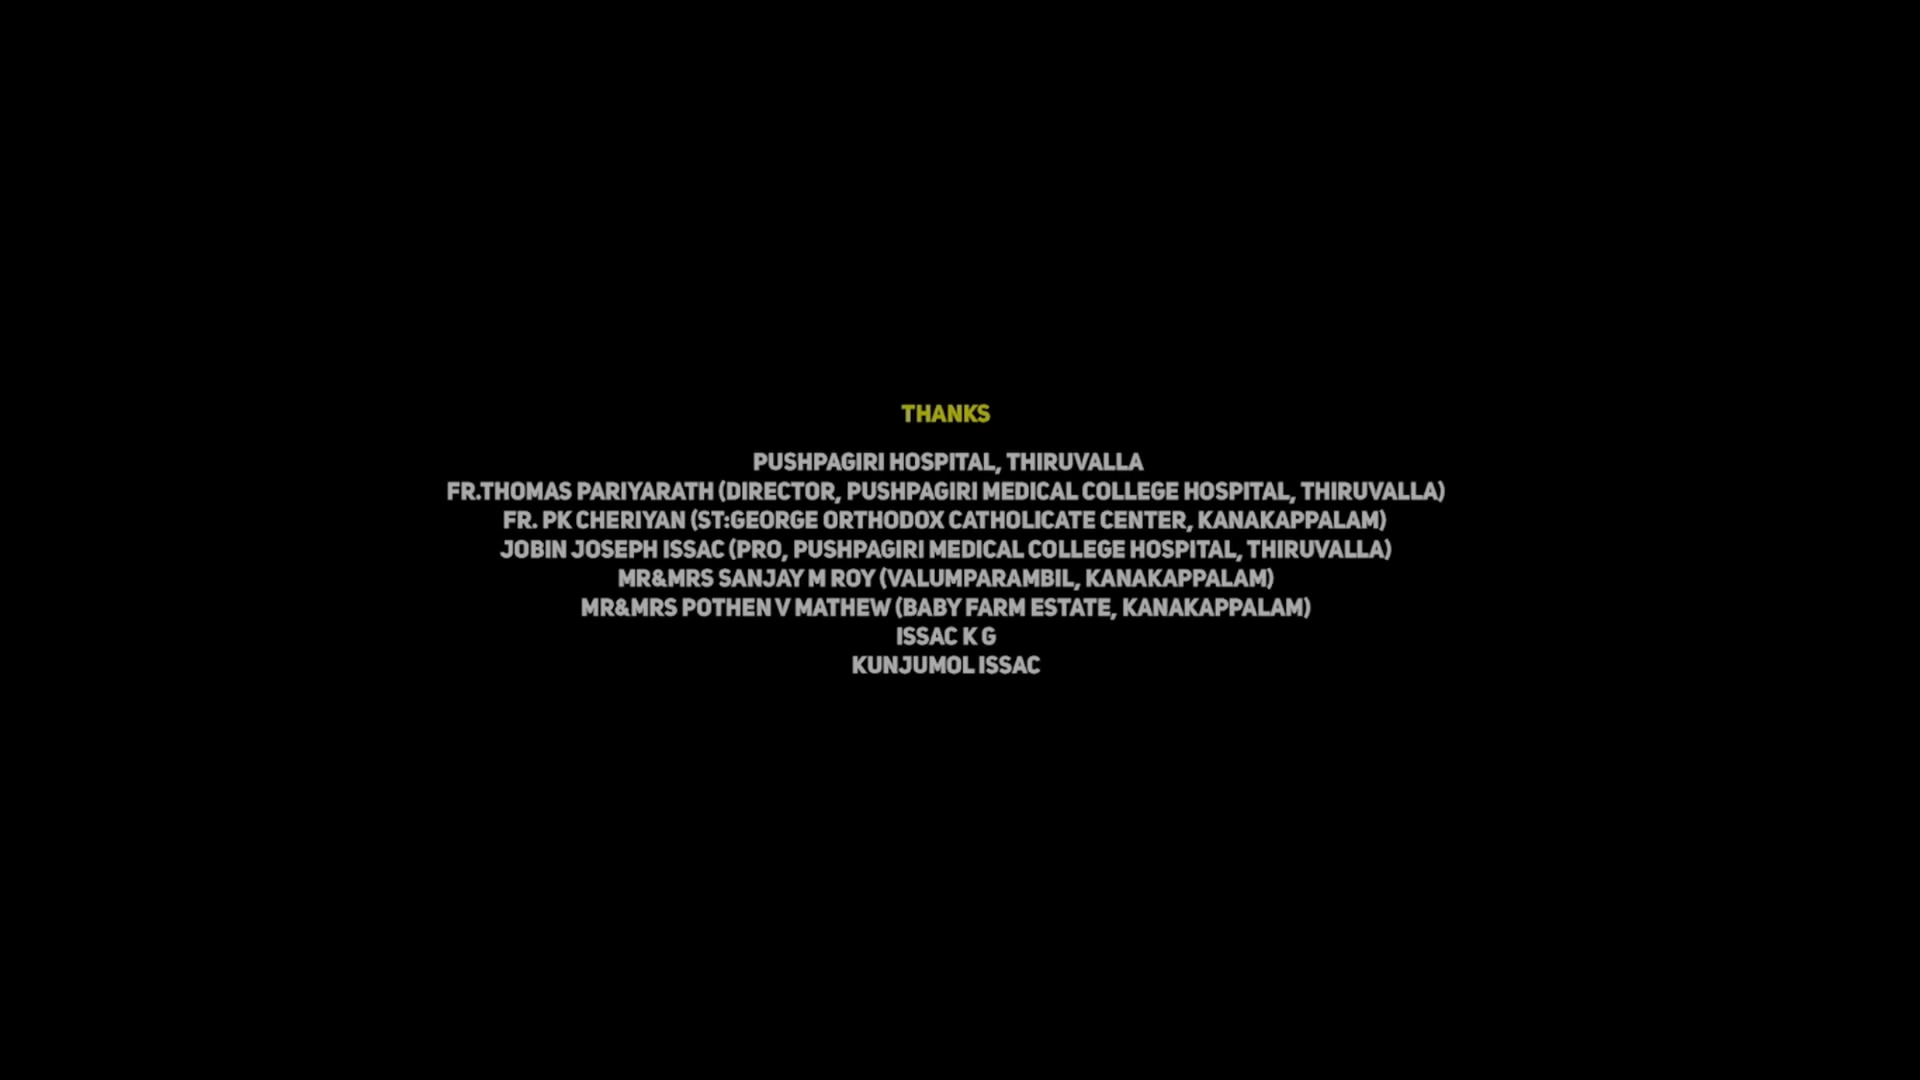 THANKS
PUSHPAGIRI HOSPITAL, THIRUVALLA
FR.THOMAS PARIYARATH (DIRECTOR, PUSHPAGIRI MEDICAL COLLEGE HOSPITAL, THIRUVALLA)
FR. PK CHERIYAN (ST:GEORGE ORTHODOX CATHOLICATE CENTER, KANAKAPPALAM)
JOBIN JOSEPH ISSAC (PRO, PUSHPAGIRI MEDICAL COLLEGE HOSPITAL, THIRUVALLA)
MR&MRS SANJAY M ROY (VALUMPARAMBIL, KANAKAPPALAM)
MR&MRS POTHEN V MATHEW (BABY FARM ESTATE, KANAKAPPALAM)
ISSAC K G
KUNJUMOL ISSAC